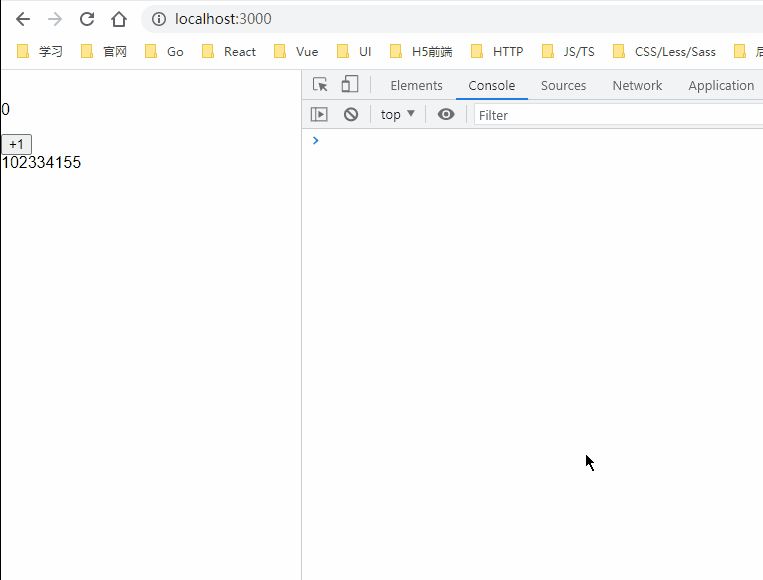 localhost:3000
学习 官网 Go React Vue UI H5前端 HTTP JS/TS CSS/Less/Sass 后
Elements Console Sources Network Application
top Filter
0
+1
102334155